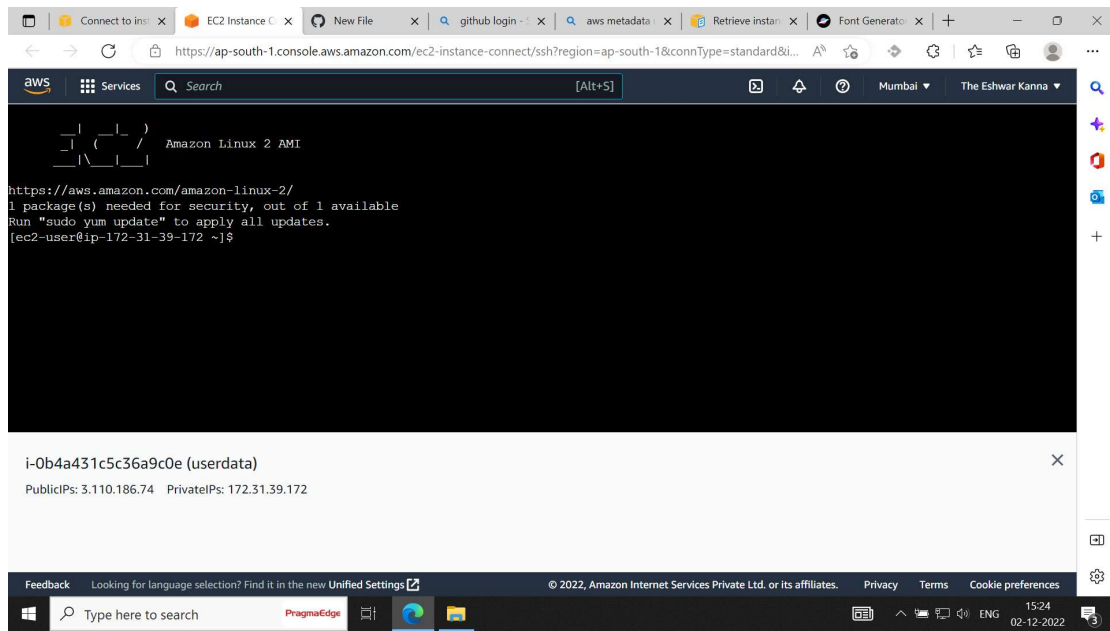 Connect to inst
EC2 Instance C
New File
github login - S
aws metadata u
Retrieve instan
Font Generator
https://ap-south-1.console.aws.amazon.com/ec2-instance-connect/ssh?region=ap-south-1&connType=standard&i...
aws
Services
Search
[Alt+S]
Mumbai ▼
The Eshwar Kanna ▼
Amazon Linux 2 AMI
https://aws.amazon.com/amazon-linux-2/
1 package(s) needed for security, out of 1 available
Run "sudo yum update" to apply all updates.
[ec2-user@ip-172-31-39-172 ~]$
i-0b4a431c5c36a9c0e (userdata)
PublicIPs: 3.110.186.74 PrivateIPs: 172.31.39.172
Feedback Looking for language selection? Find it in the new Unified Settings © 2022, Amazon Internet Services Private Ltd. or its affiliates. Privacy Terms Cookie preferences
Type here to search
PragmaEdge
ENG
15:24
02-12-2022
3